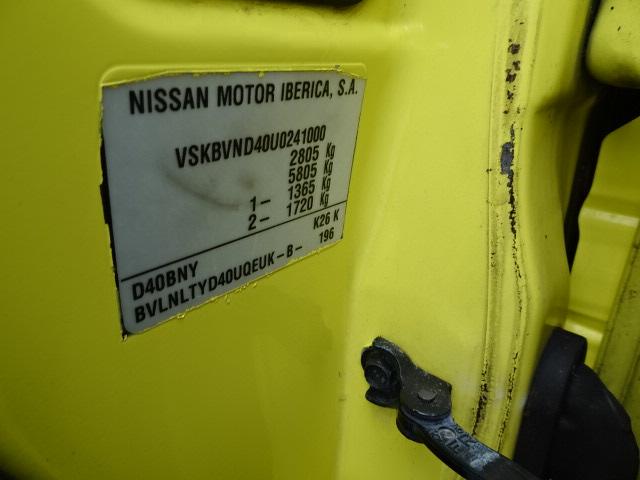 NISSAN MOTOR IBERICA, S.A.
VSKBVND40U0241000
2805 Kg
5805 Kg
1– 1365 Kg
2– 1720 Kg
D40BNY K26 K
BVLNLTYD40UQEUK–B– 196